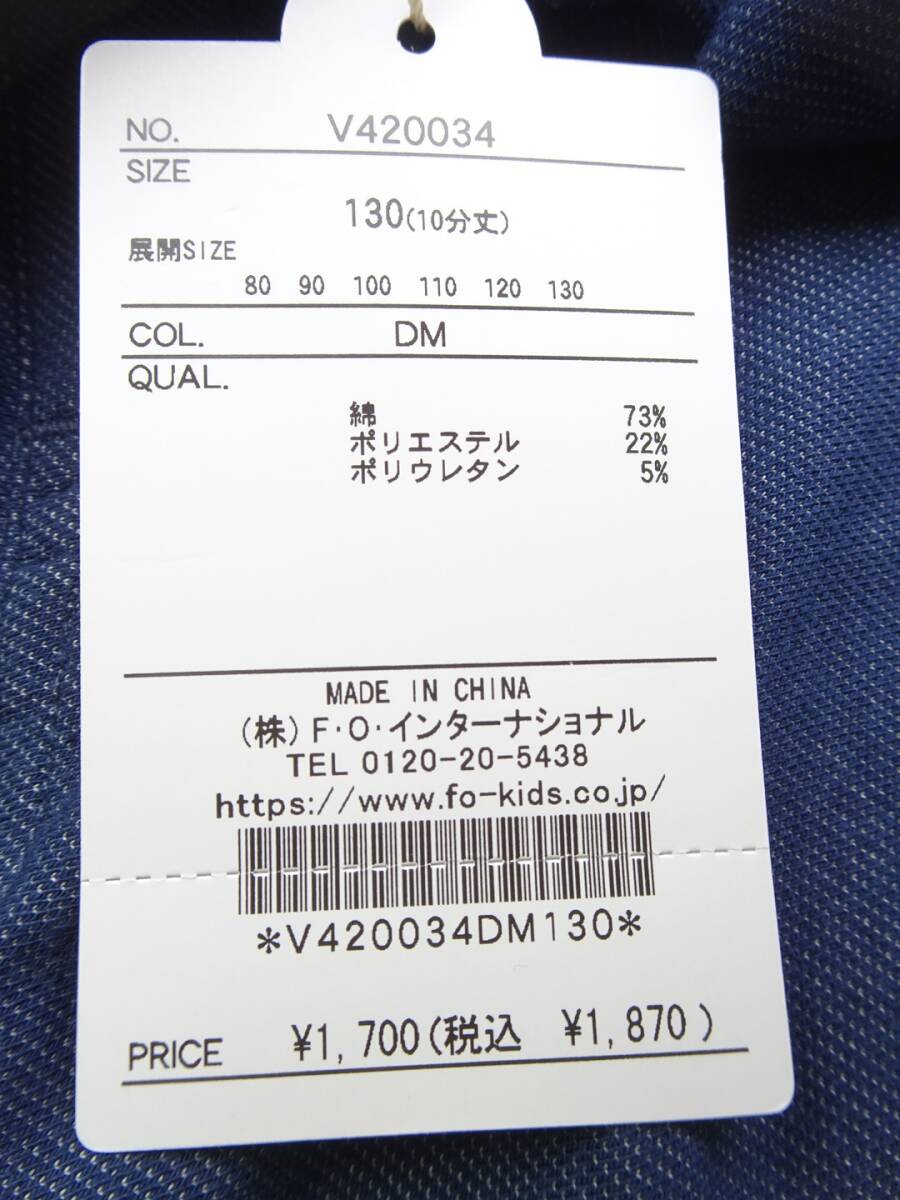 NO. V420034
SIZE
130(10分丈)
展開SIZE
80 90 100 110 120 130
COL. DM
QUAL.
綿 73%
ポリエステル 22%
ポリウレタン 5%
MADE IN CHINA
(株)F・O・インターナショナル
TEL 0120-20-5438
https://www.fo-kids.co.jp/
*V420034DM130*
PRICE ¥1,700(税込 ¥1,870)